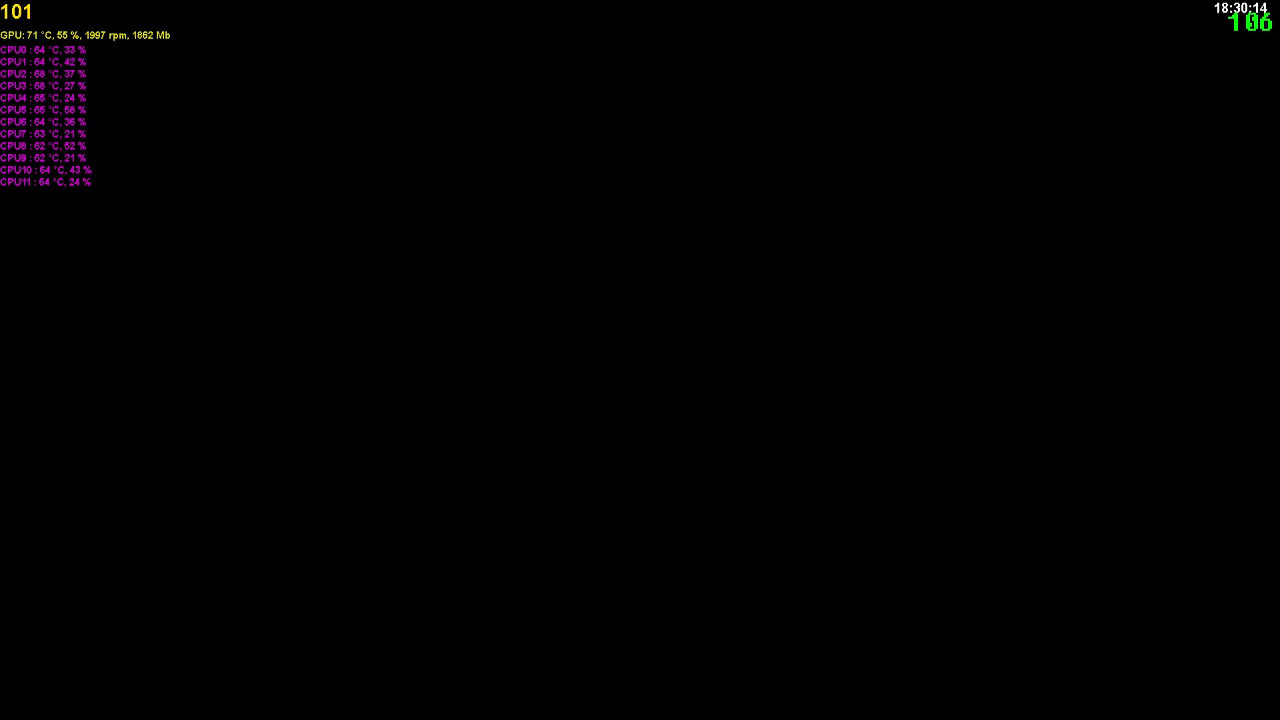 101
18:30:14
106
GPU: 71 °C, 55 %, 1997 rpm, 1862 Mb
CPU0 : 64 °C, 33 %
CPU1 : 64 °C, 42 %
CPU2 : 68 °C, 37 %
CPU3 : 68 °C, 27 %
CPU4 : 65 °C, 24 %
CPU5 : 65 °C, 58 %
CPU6 : 64 °C, 36 %
CPU7 : 63 °C, 21 %
CPU8 : 62 °C, 52 %
CPU9 : 62 °C, 21 %
CPU10 : 64 °C, 43 %
CPU11 : 64 °C, 24 %